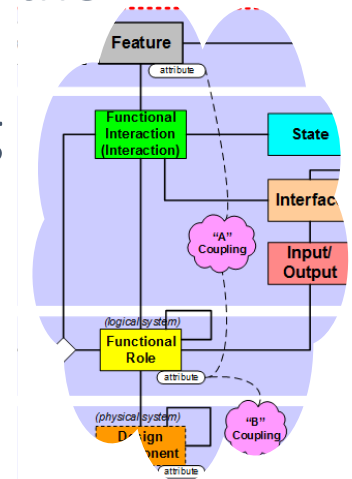 Feature
attribute
Functional
Interaction
(Interaction)
State
Interfac
"A"
Coupling
Input/
Output
(logical system)
Functional
Role
attribute
(physical system)
"B"
Coupling
attribute